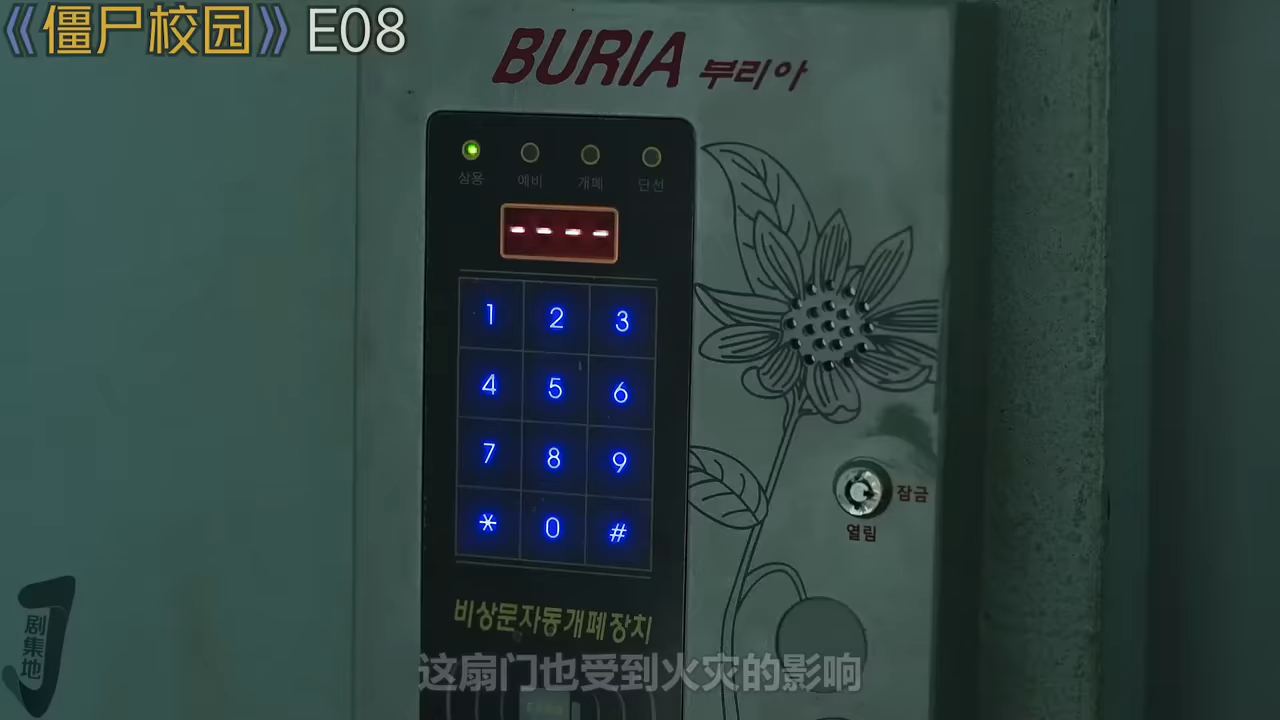 《僵尸校园》 E08
BURIA 부리아
상용 예비 개폐 단선
- - - -
1 2 3
4 5 6
7 8 9
* 0 #
잠금
열림
비상문자동개폐장치
这扇门也受到火灾的影响
剧集地